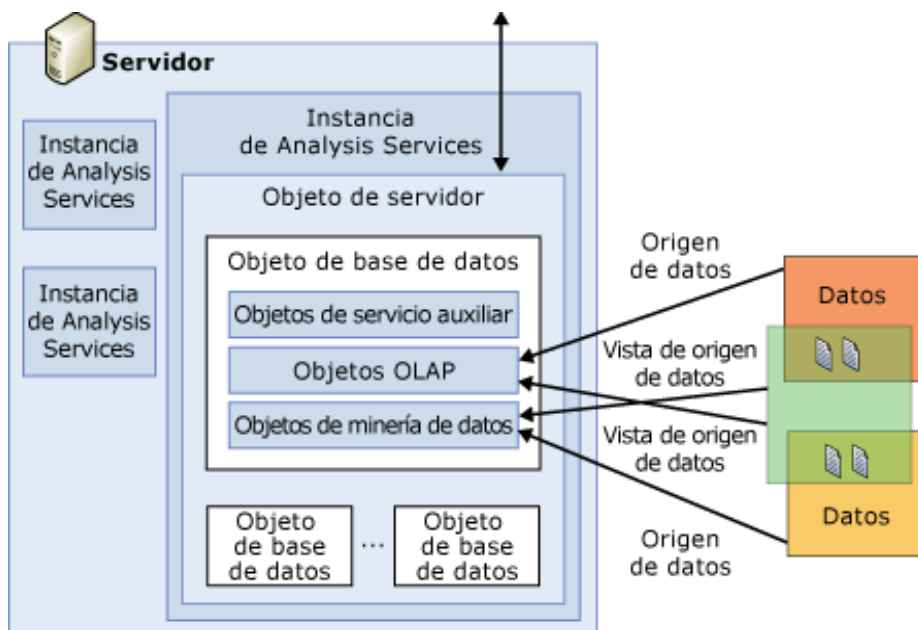 Servidor
Instancia
de Analysis
Services
Instancia
de Analysis
Services
Instancia
de Analysis Services
Objeto de servidor
Objeto de base de datos
Objetos de servicio auxiliar
Objetos OLAP
Objetos de minería de datos
Objeto
de base
de datos
...
Objeto
de base
de datos
Origen
de datos
Vista de origen
de datos
Vista de origen
de datos
Origen
de datos
Datos
Datos